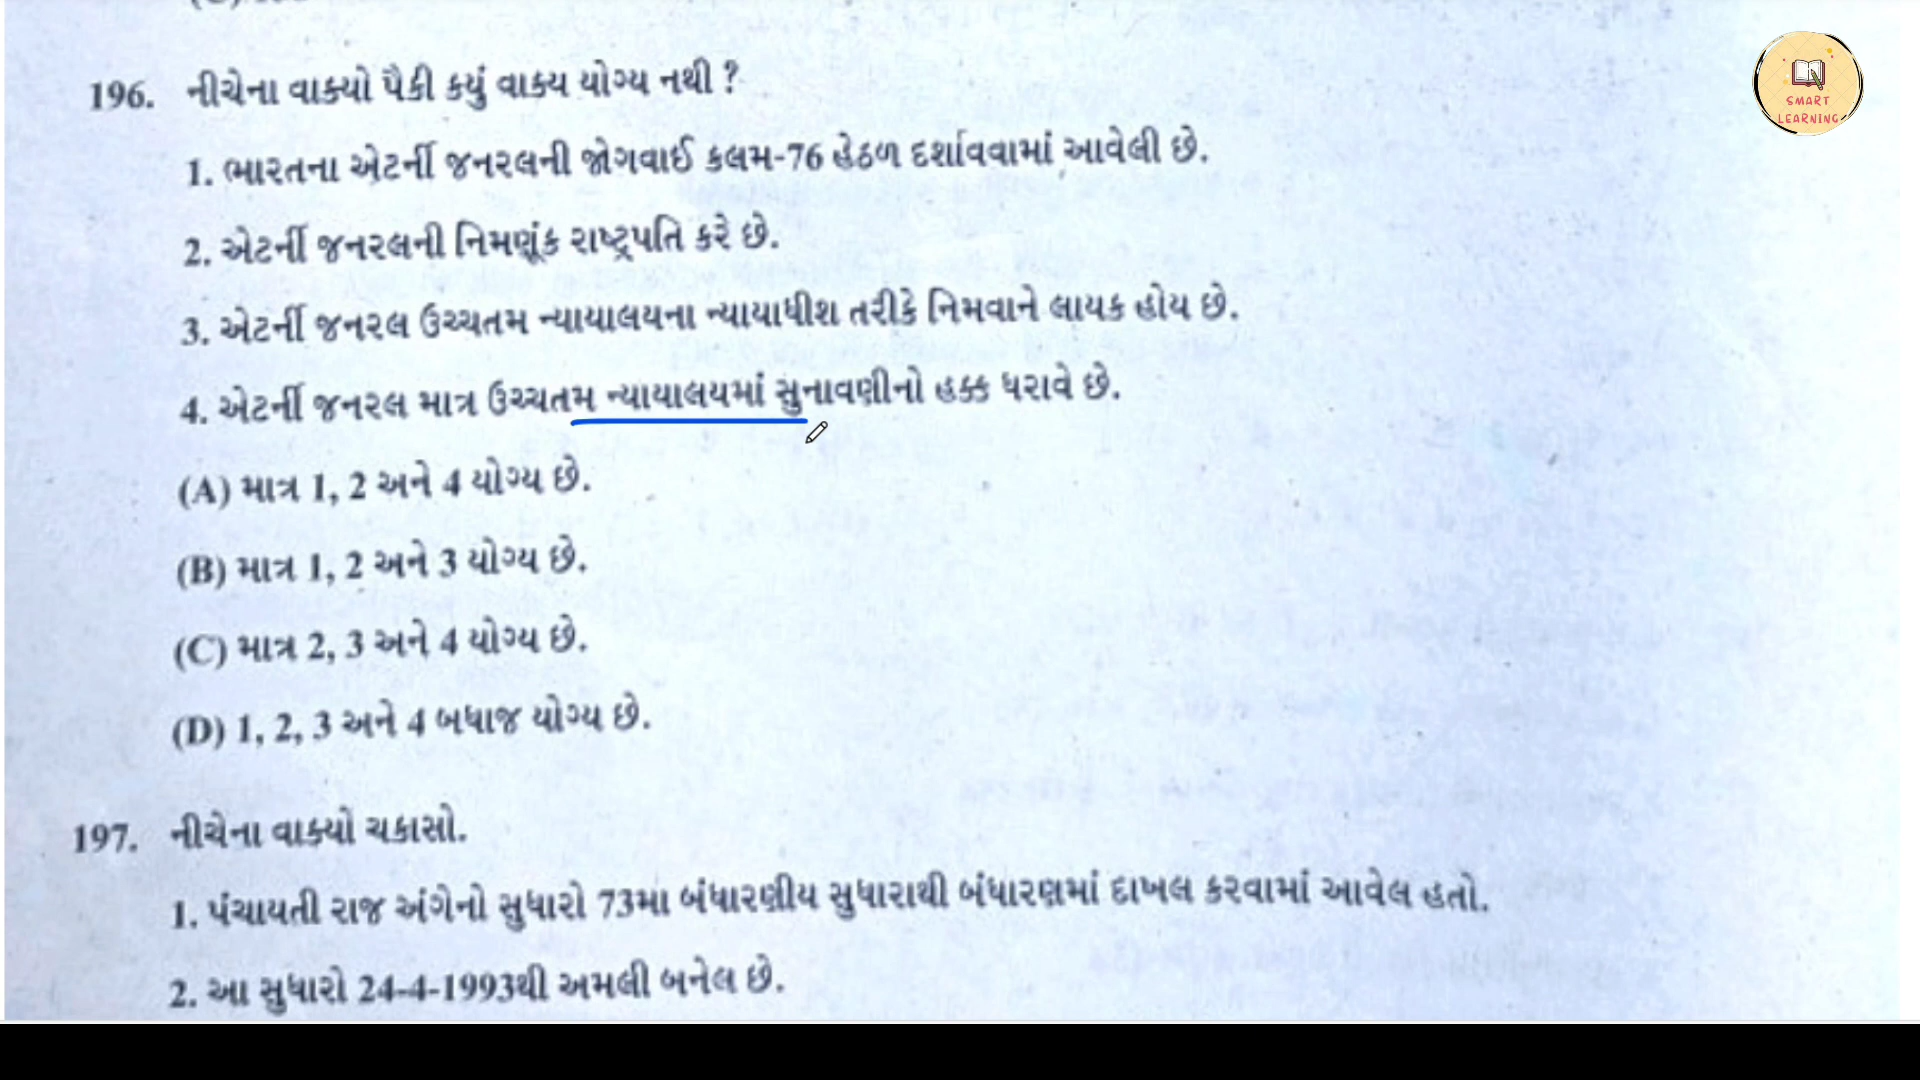 196. નીચેના વાક્યો પૈકી કયું વાક્ય યોગ્ય નથી ?
SMART
LEARNING
1. ભારતના એટર્ની જનરલની જોગવાઈ કલમ-76 હેઠળ દર્શાવવામાં આવેલી છે.
2. એટર્ની જનરલની નિમણૂંક રાષ્ટ્રપતિ કરે છે.
3. એટર્ની જનરલ ઉચ્ચતમ ન્યાયાલયના ન્યાયાધીશ તરીકે નિમવાને લાયક હોય છે.
4. એટર્ની જનરલ માત્ર ઉચ્ચતમ ન્યાયાલયમાં સુનાવણીનો હક્ક ધરાવે છે.
(A) માત્ર 1, 2 અને 4 યોગ્ય છે.
(B) માત્ર 1, 2 અને 3 યોગ્ય છે.
(C) માત્ર 2, 3 અને 4 યોગ્ય છે.
(D) 1, 2, 3 અને 4 બધાજ યોગ્ય છે.
197. નીચેના વાક્યો ચકાસો.
1. પંચાયતી રાજ અંગેનો સુધારો 73મા બંધારણીય સુધારાથી બંધારણમાં દાખલ કરવામાં આવેલ હતો.
2. આ સુધારો 24-4-1993થી અમલી બનેલ છે.